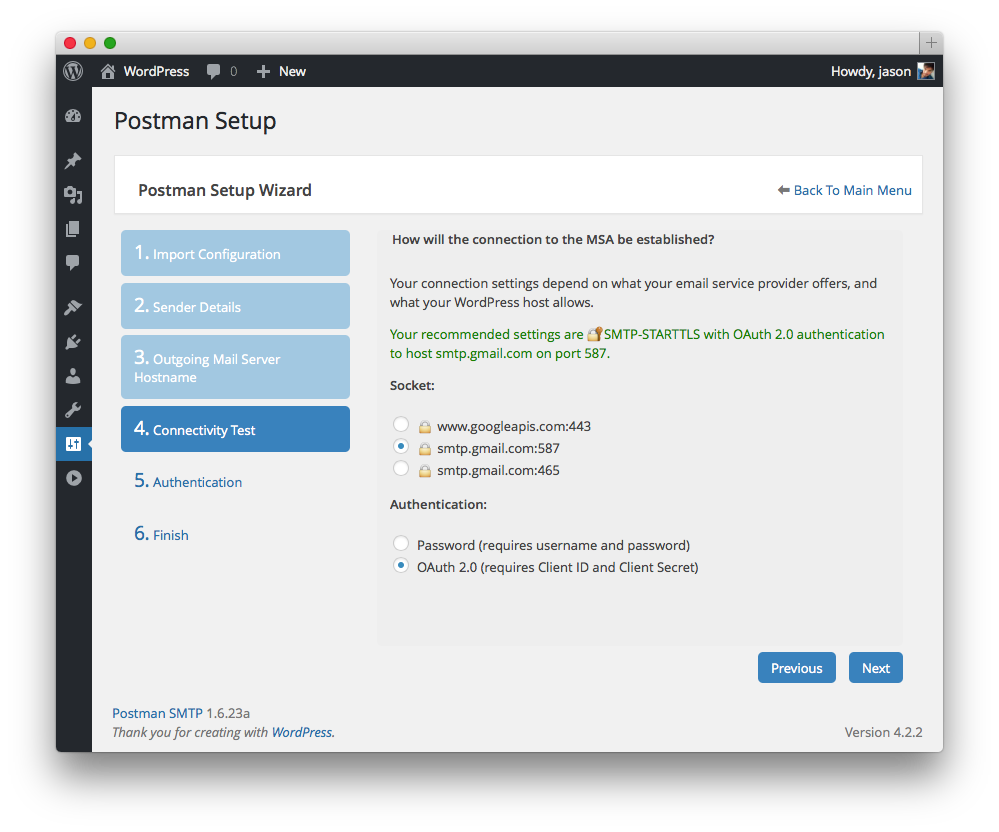 WordPress 0 New Howdy, jason
Postman Setup
Postman Setup Wizard Back To Main Menu
1. Import Configuration
2. Sender Details
3. Outgoing Mail Server
Hostname
4. Connectivity Test
5. Authentication
6. Finish
How will the connection to the MSA be established?
Your connection settings depend on what your email service provider offers, and
what your WordPress host allows.
Your recommended settings are SMTP-STARTTLS with OAuth 2.0 authentication
to host smtp.gmail.com on port 587.
Socket:
www.googleapis.com:443
smtp.gmail.com:587
smtp.gmail.com:465
Authentication:
Password (requires username and password)
OAuth 2.0 (requires Client ID and Client Secret)
Previous Next
Postman SMTP 1.6.23a
Thank you for creating with WordPress. Version 4.2.2